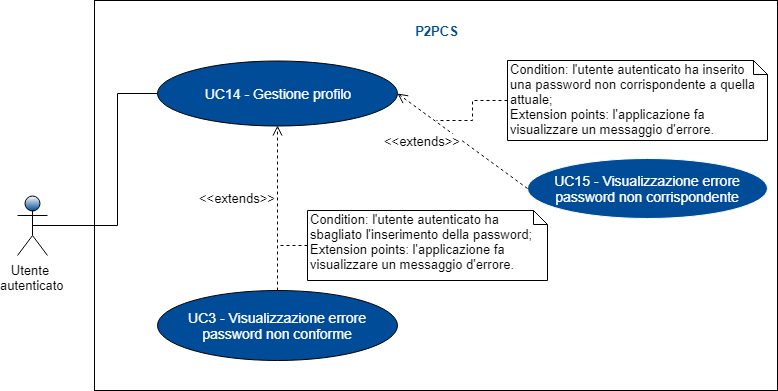 P2PCS
UC14 - Gestione profilo
Condition: l'utente autenticato ha inserito
una password non corrispondente a quella
attuale;
Extension points: l'applicazione fa
visualizzare un messaggio d'errore.
<<extends>>
<<extends>>
UC15 - Visualizzazione errore
password non corrispondente
Condition: l'utente autenticato ha
sbagliato l'inserimento della password;
Extension points: l'applicazione fa
visualizzare un messaggio d'errore.
Utente
autenticato
UC3 - Visualizzazione errore
password non conforme